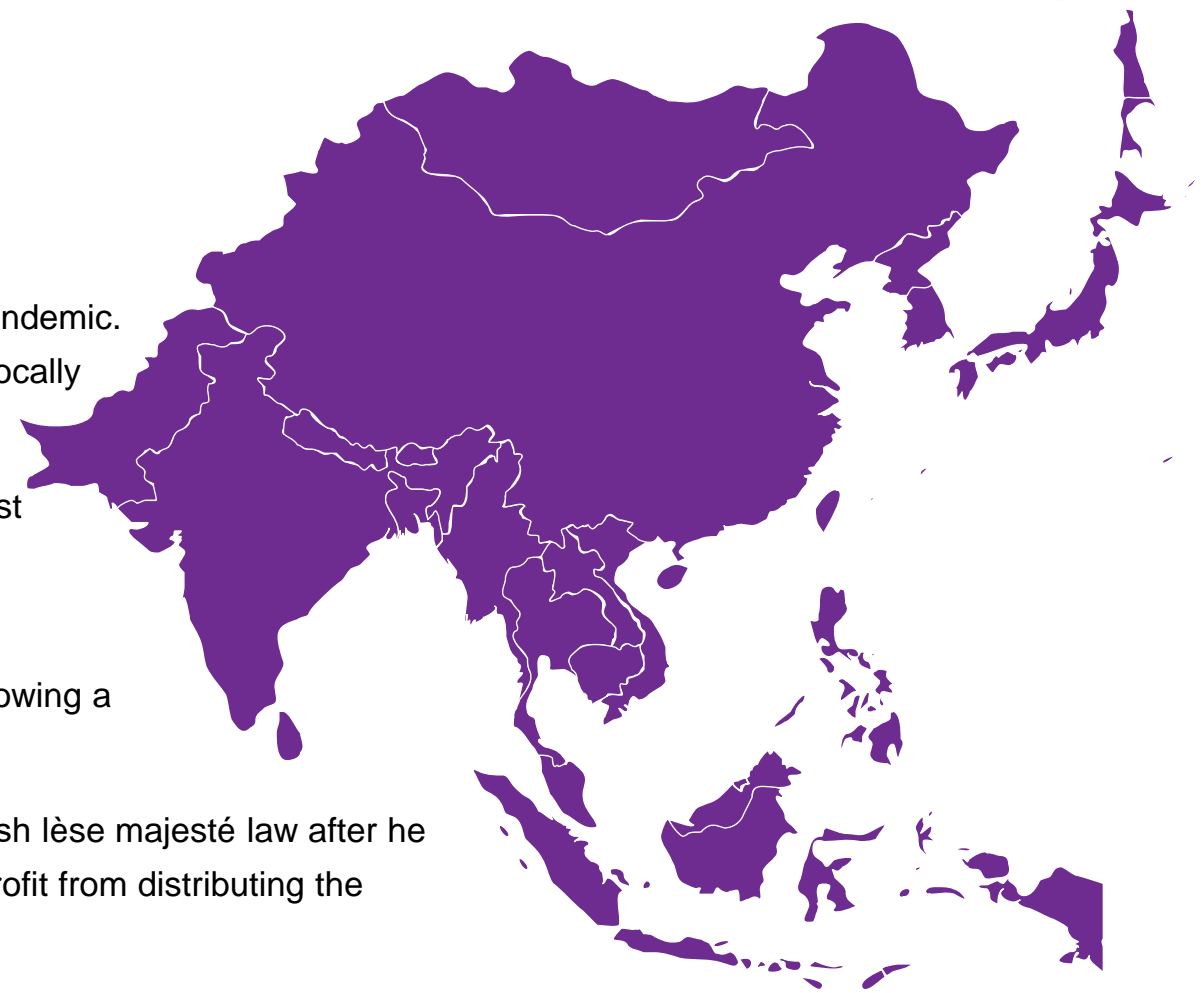 ndemic.
ocally
st
owing a
sh lèse majesté law after he
rofit from distributing the